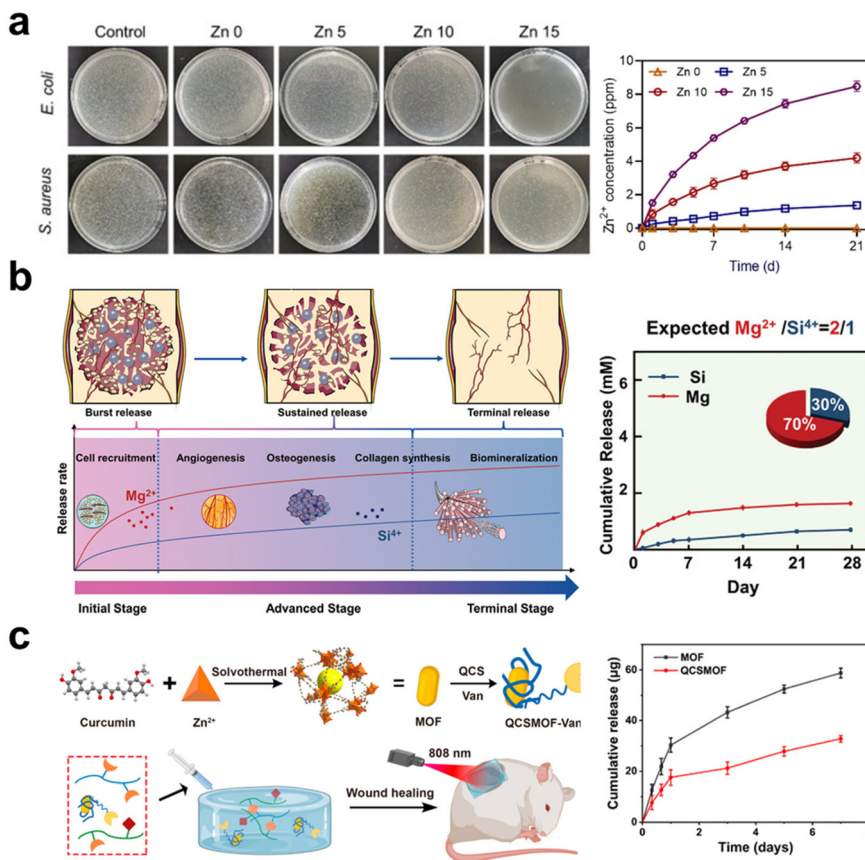 a
Control Zn 0 Zn 5 Zn 10 Zn 15
E. coli
S. aureus
Zn 0 Zn 5
Zn 10 Zn 15
Zn²⁺ concentration (ppm)
10
8
6
4
2
0
0 7 14 21
Time (d)
b
Burst release Sustained release Terminal release
Cell recruitment Angiogenesis Osteogenesis Collagen synthesis Biomineralization
Release rate
Mg²⁺
Si⁴⁺
Initial Stage Advanced Stage Terminal Stage
Expected Mg²⁺ /Si⁴⁺=2/1
Si
Mg
30%
70%
Cumulative Release (mM)
6
4
2
0
0 7 14 21 28
Day
c
Curcumin + Zn²⁺ Solvothermal = MOF QCS Van QCSMOF-Van
808 nm
Wound healing
MOF
QCSMOF
Cumulative release (μg)
60
40
20
0
0 2 4 6
Time (days)